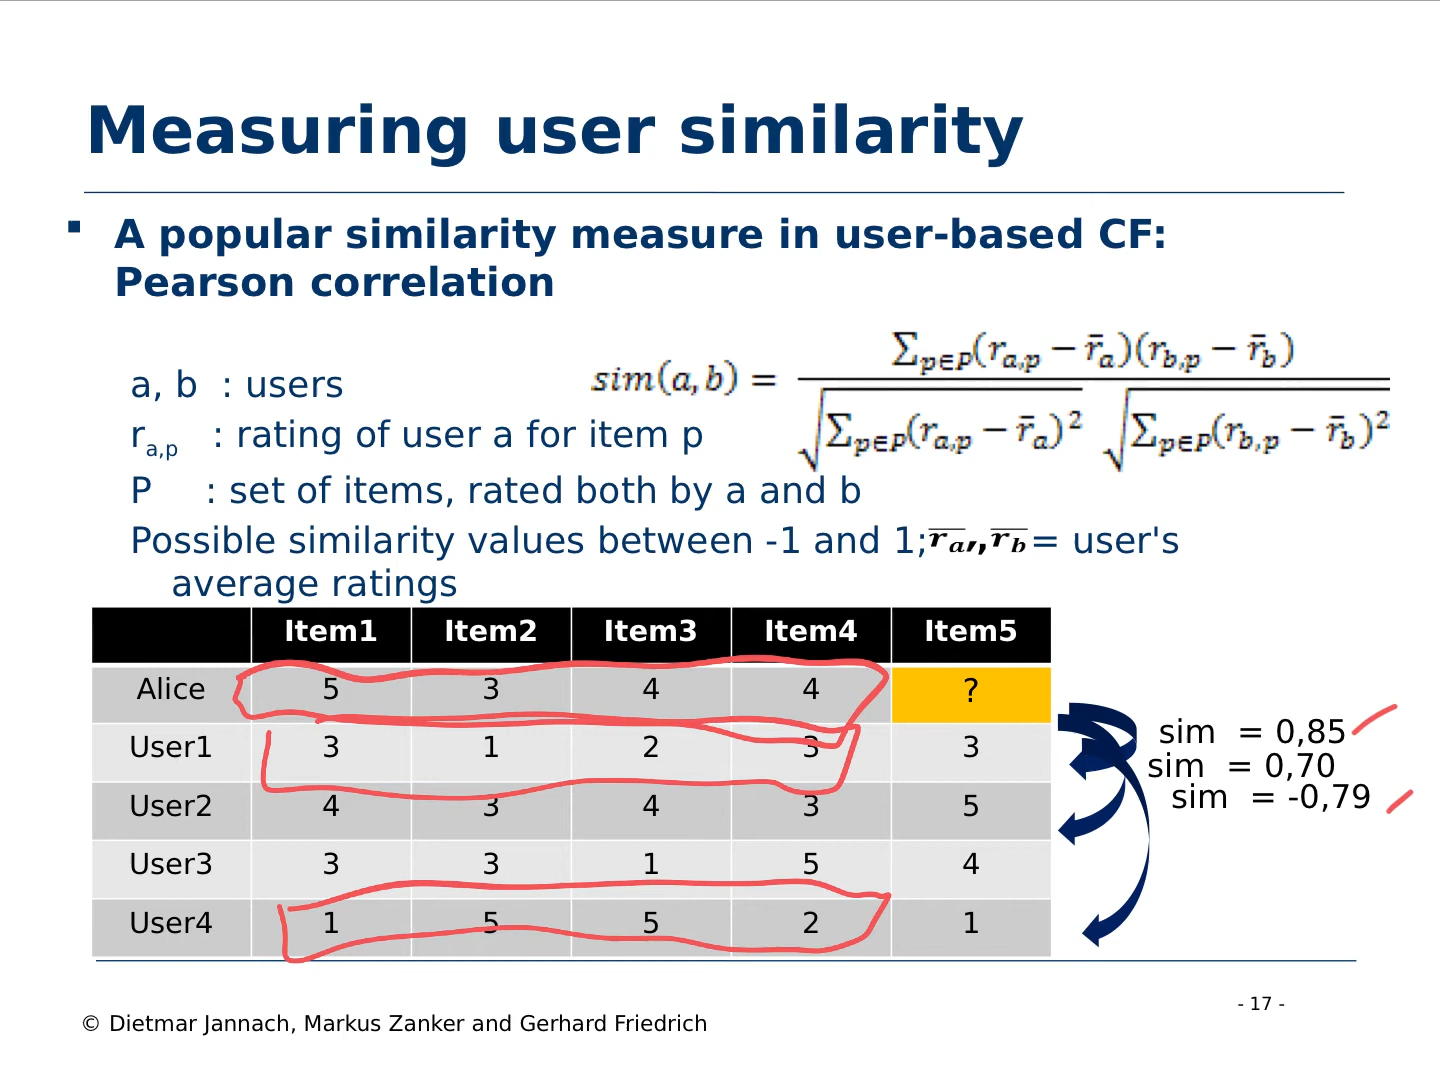 Measuring user similarity
▪ A popular similarity measure in user-based CF:
Pearson correlation
sim(a, b) = ∑p∈P(ra,p − r̄a)(rb,p − r̄b) / √∑p∈P(ra,p − r̄a)² √∑p∈P(rb,p − r̄b)²
a, b : users
ra,p : rating of user a for item p
P : set of items, rated both by a and b
Possible similarity values between -1 and 1; r̄a, r̄b = user's
average ratings
Item1 Item2 Item3 Item4 Item5
Alice 5 3 4 4 ?
User1 3 1 2 3 3
User2 4 3 4 3 5
User3 3 3 1 5 4
User4 1 5 5 2 1
sim = 0,85
sim = 0,70
sim = -0,79
- 17 -
© Dietmar Jannach, Markus Zanker and Gerhard Friedrich